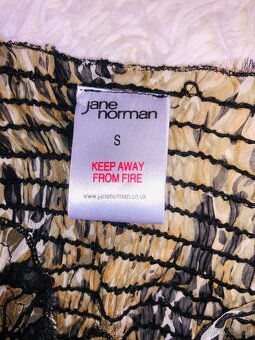 jane
norman
S
KEEP AWAY
FROM FIRE
www.janenorman.co.uk